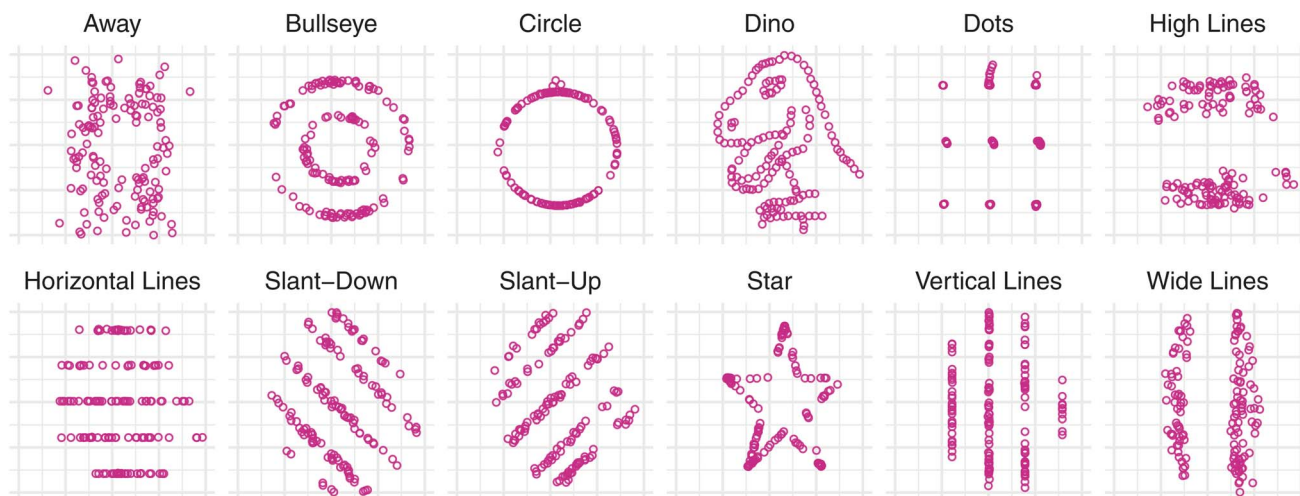 Away Bullseye Circle Dino Dots High Lines
Horizontal Lines Slant−Down Slant−Up Star Vertical Lines Wide Lines